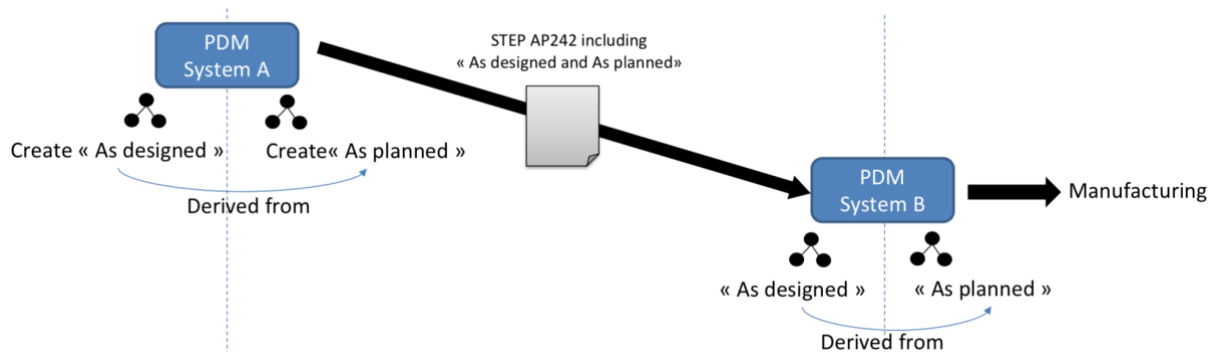 PDM
System A
STEP AP242 including
« As designed and As planned»
Create « As designed »
Create« As planned »
Derived from
PDM
System B
Manufacturing
« As designed »
« As planned »
Derived from